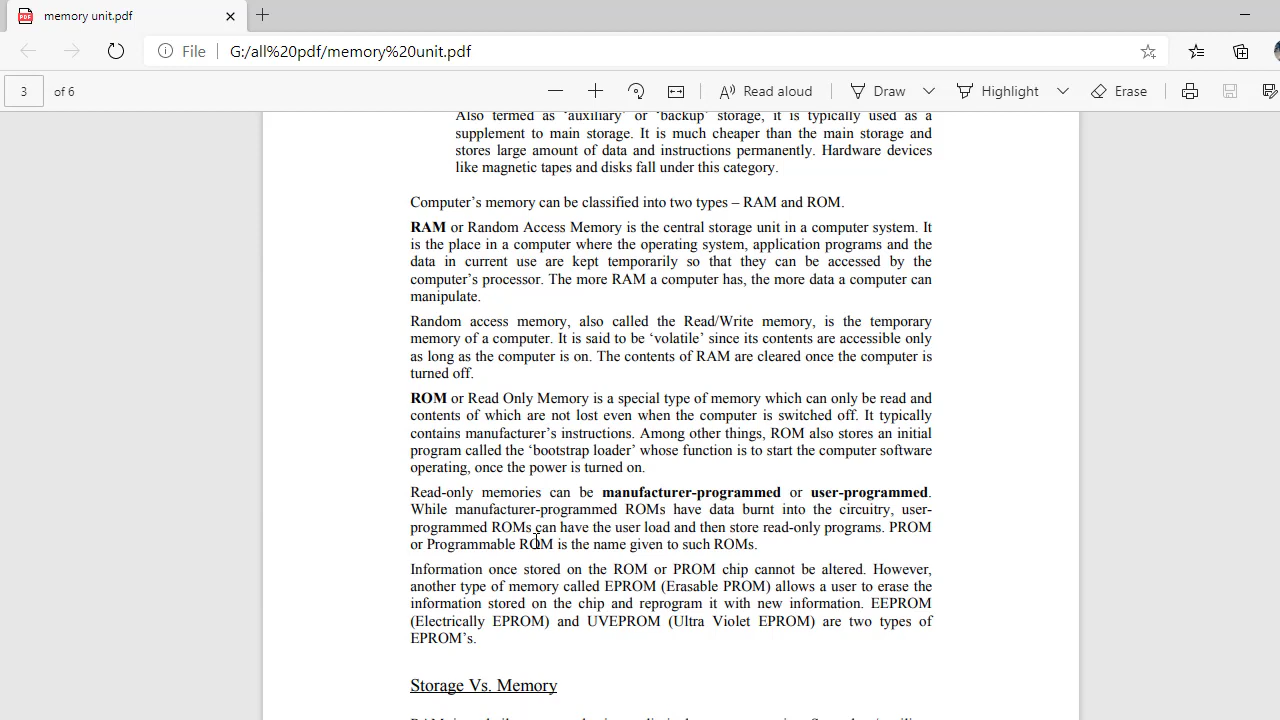 memory unit.pdf
File G:/all%20pdf/memory%20unit.pdf
3 of 6 Read aloud Draw Highlight Erase
Also termed as ‘auxiliary’ or ‘backup’ storage, it is typically used as a
supplement to main storage. It is much cheaper than the main storage and
stores large amount of data and instructions permanently. Hardware devices
like magnetic tapes and disks fall under this category.
Computer’s memory can be classified into two types – RAM and ROM.
RAM or Random Access Memory is the central storage unit in a computer system. It
is the place in a computer where the operating system, application programs and the
data in current use are kept temporarily so that they can be accessed by the
computer’s processor. The more RAM a computer has, the more data a computer can
manipulate.
Random access memory, also called the Read/Write memory, is the temporary
memory of a computer. It is said to be ‘volatile’ since its contents are accessible only
as long as the computer is on. The contents of RAM are cleared once the computer is
turned off.
ROM or Read Only Memory is a special type of memory which can only be read and
contents of which are not lost even when the computer is switched off. It typically
contains manufacturer’s instructions. Among other things, ROM also stores an initial
program called the ‘bootstrap loader’ whose function is to start the computer software
operating, once the power is turned on.
Read-only memories can be manufacturer-programmed or user-programmed.
While manufacturer-programmed ROMs have data burnt into the circuitry, user-
programmed ROMs can have the user load and then store read-only programs. PROM
or Programmable ROM is the name given to such ROMs.
Information once stored on the ROM or PROM chip cannot be altered. However,
another type of memory called EPROM (Erasable PROM) allows a user to erase the
information stored on the chip and reprogram it with new information. EEPROM
(Electrically EPROM) and UVEPROM (Ultra Violet EPROM) are two types of
EPROM’s.
Storage Vs. Memory